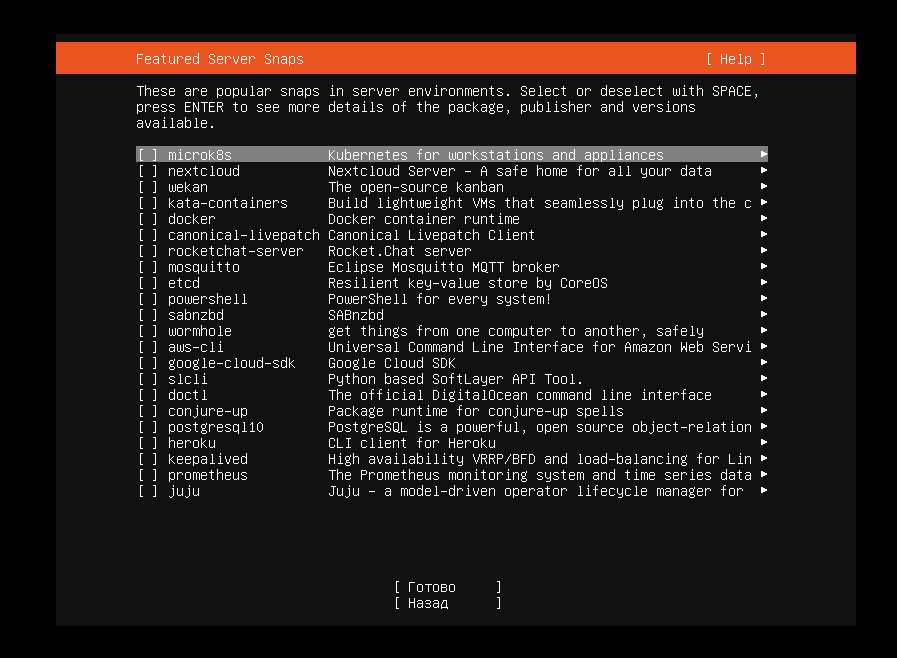 Featured Server Snaps [ Help ]
These are popular snaps in server environments. Select or deselect with SPACE,
press ENTER to see more details of the package, publisher and versions
available.
[ ] microk8s Kubernetes for workstations and appliances ►
[ ] nextcloud Nextcloud Server - A safe home for all your data ►
[ ] wekan The open-source kanban ►
[ ] kata-containers Build lightweight VMs that seamlessly plug into the c ►
[ ] docker Docker container runtime ►
[ ] canonical-livepatch Canonical Livepatch Client ►
[ ] rocketchat-server Rocket.Chat server ►
[ ] mosquitto Eclipse Mosquitto MQTT broker ►
[ ] etcd Resilient key-value store by CoreOS ►
[ ] powershell PowerShell for every system! ►
[ ] sabnzbd SABnzbd ►
[ ] wormhole get things from one computer to another, safely ►
[ ] aws-cli Universal Command Line Interface for Amazon Web Servi ►
[ ] google-cloud-sdk Google Cloud SDK ►
[ ] slcli Python based SoftLayer API Tool. ►
[ ] doctl The official DigitalOcean command line interface ►
[ ] conjure-up Package runtime for conjure-up spells ►
[ ] postgresql10 PostgreSQL is a powerful, open source object-relation ►
[ ] heroku CLI client for Heroku ►
[ ] keepalived High availability VRRP/BFD and load-balancing for Lin ►
[ ] prometheus The Prometheus monitoring system and time series data ►
[ ] juju Juju - a model-driven operator lifecycle manager for ►
[ Готово ]
[ Назад ]